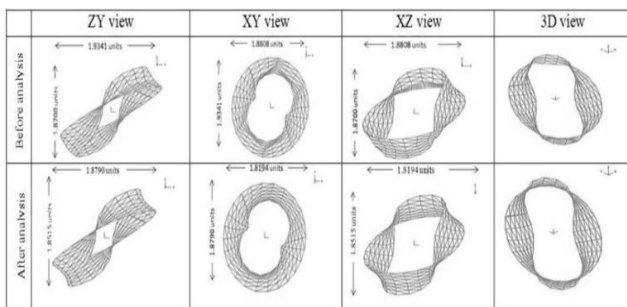 ZY view XY view XZ view 3D view
Before analysis
1.9341 units
1.8700 units
1.8808 units
1.9341 units
1.8808 units
1.8700 units
After analysis
1.8790 units
1.8515 units
1.8194 units
1.8790 units
1.8194 units
1.8515 units